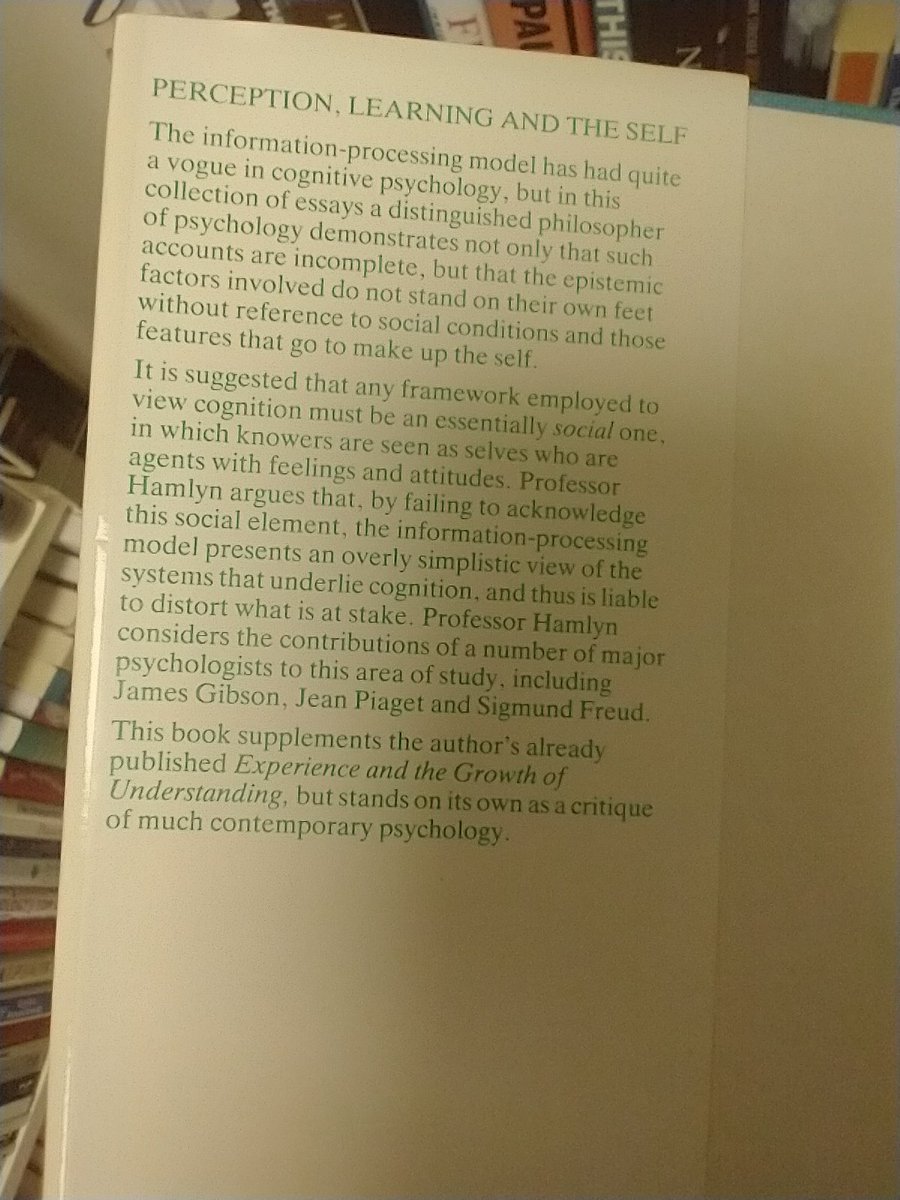 PERCEPTION, LEARNING AND THE SELF
The information-processing model has had quite
a vogue in cognitive psychology, but in this
collection of essays a distinguished philosopher
of psychology demonstrates not only that such
accounts are incomplete, but that the epistemic
factors involved do not stand on their own feet
without reference to social conditions and those
features that go to make up the self.
It is suggested that any framework employed to
view cognition must be an essentially social one,
in which knowers are seen as selves who are
agents with feelings and attitudes. Professor
Hamlyn argues that, by failing to acknowledge
this social element, the information-processing
model presents an overly simplistic view of the
systems that underlie cognition, and thus is liable
to distort what is at stake. Professor Hamlyn
considers the contributions of a number of major
psychologists to this area of study, including
James Gibson, Jean Piaget and Sigmund Freud.
This book supplements the author's already
published Experience and the Growth of
Understanding, but stands on its own as a critique
of much contemporary psychology.
THIS